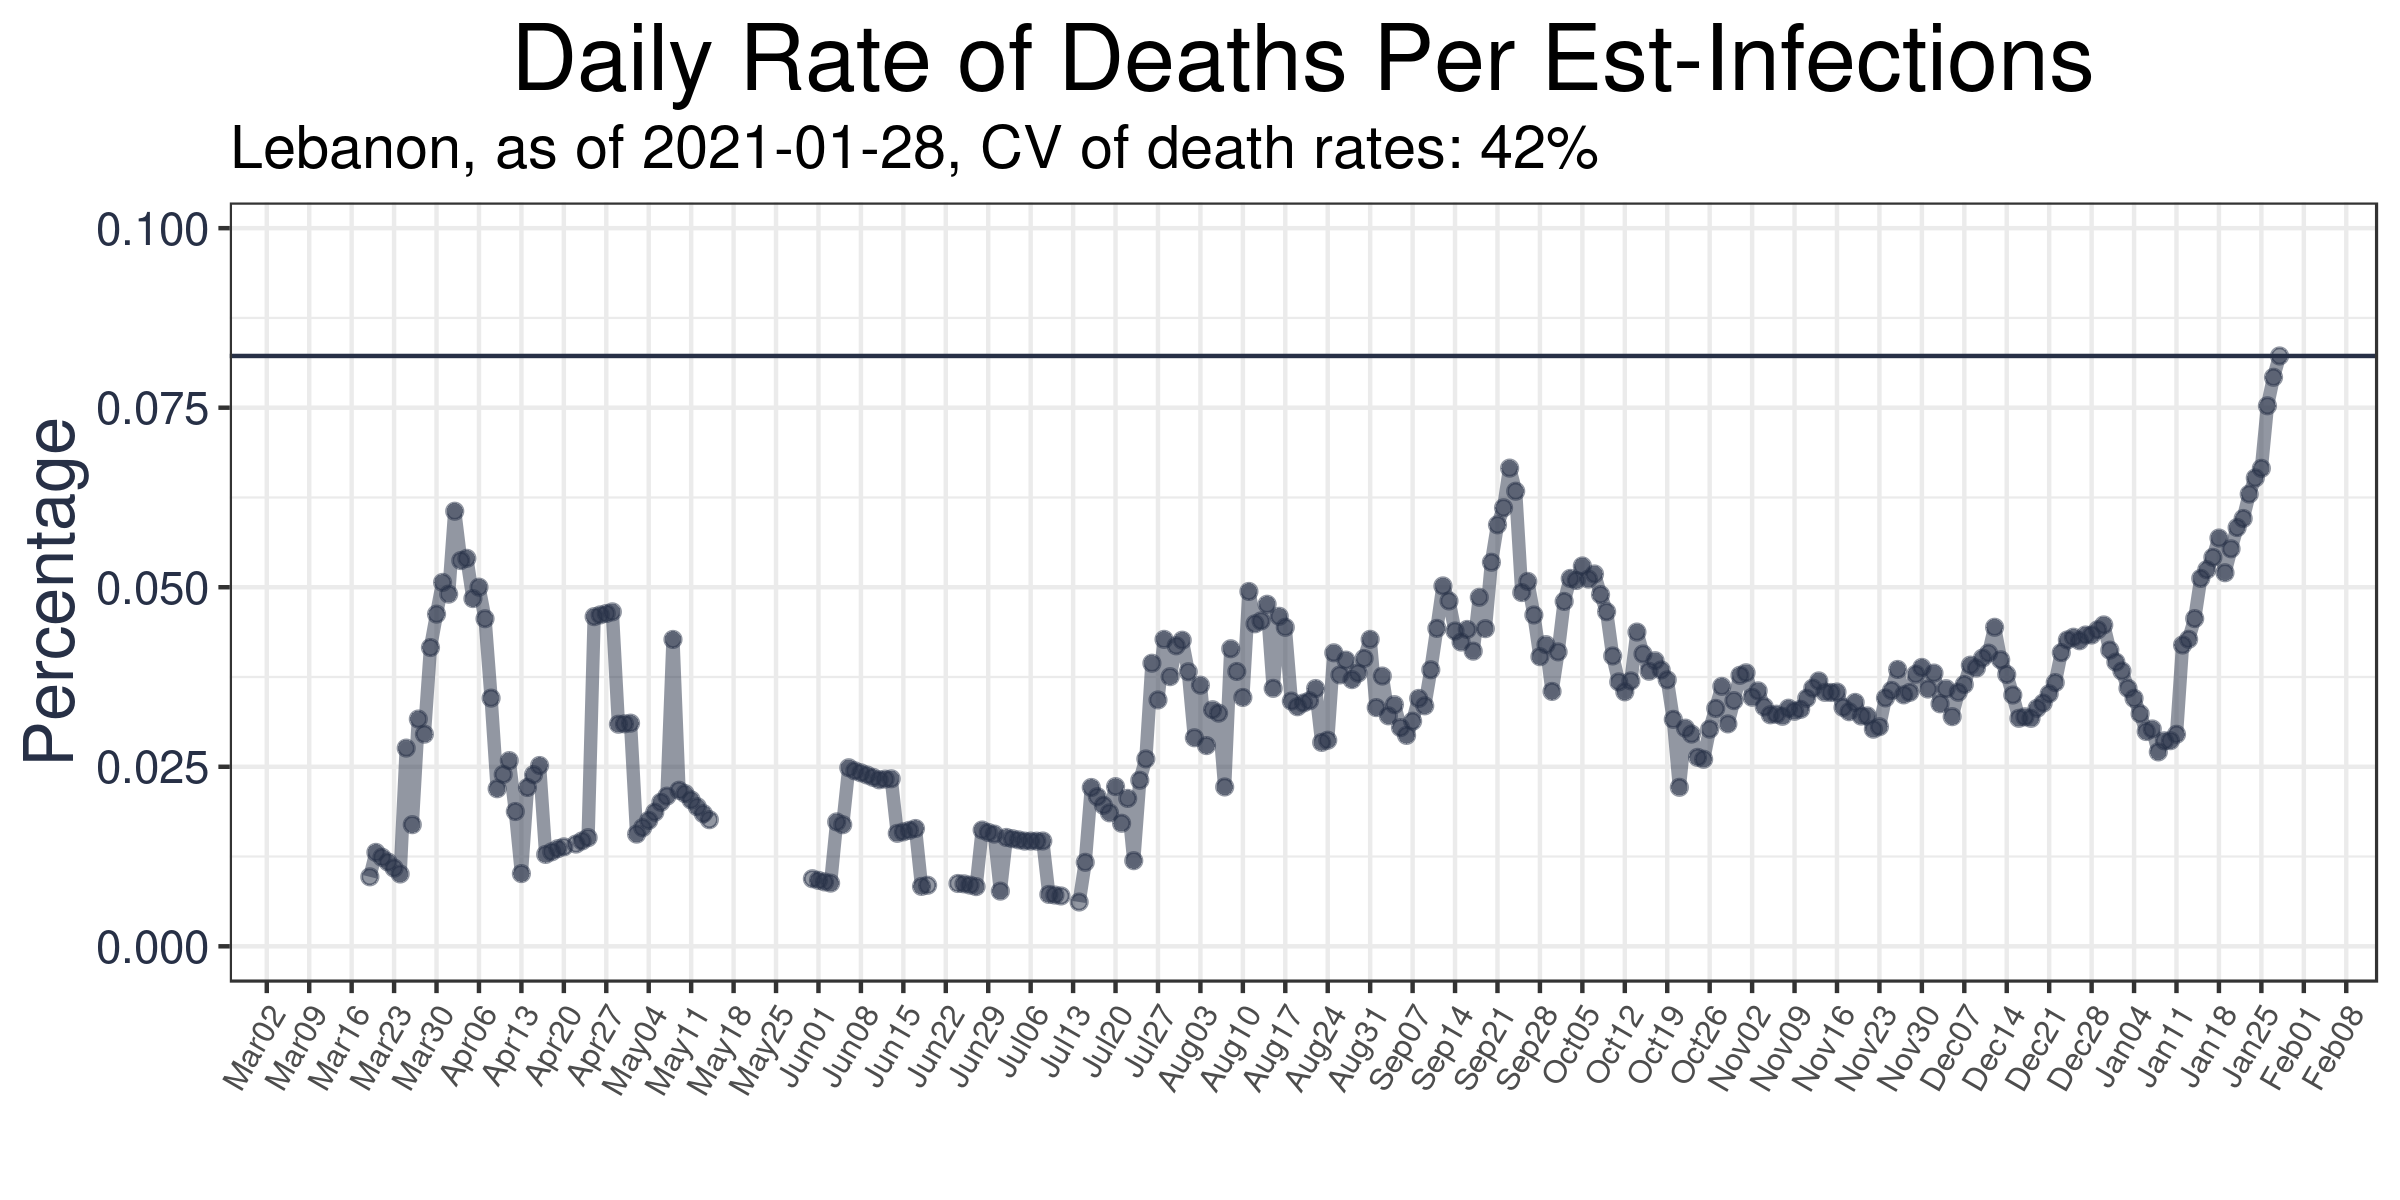 Daily Rate of Deaths Per Est-Infections
Lebanon, as of 2021-01-28, CV of death rates: 42%
Percentage
0.100
0.075
0.050
0.025
0.000
Mar02
Mar09
Mar16
Mar23
Mar30
Apr06
Apr13
Apr20
Apr27
May04
May11
May18
May25
Jun01
Jun08
Jun15
Jun22
Jun29
Jul06
Jul13
Jul20
Jul27
Aug03
Aug10
Aug17
Aug24
Aug31
Sep07
Sep14
Sep21
Sep28
Oct05
Oct12
Oct19
Oct26
Nov02
Nov09
Nov16
Nov23
Nov30
Dec07
Dec14
Dec21
Dec28
Jan04
Jan11
Jan18
Jan25
Feb01
Feb08